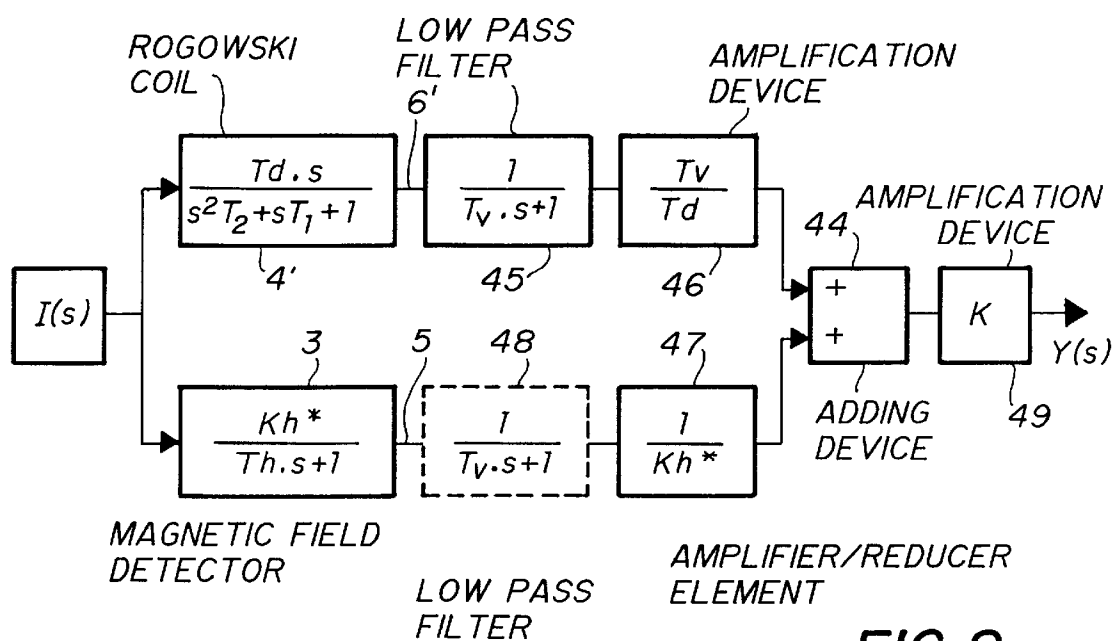 ROGOWSKI
COIL
LOW PASS
FILTER
AMPLIFICATION
DEVICE
6'
Td . s
s²T₂+sT₁+1
4'
1
Tv . s+1
45
Tv
Td
46
AMPLIFICATION
DEVICE
44
I(s)
+
+
K
Y(s)
ADDING
DEVICE
49
3
5
48
47
Kh*
Th.s+1
1
Tv.s+1
1
Kh*
MAGNETIC FIELD
DETECTOR
LOW PASS
FILTER
AMPLIFIER/REDUCER
ELEMENT